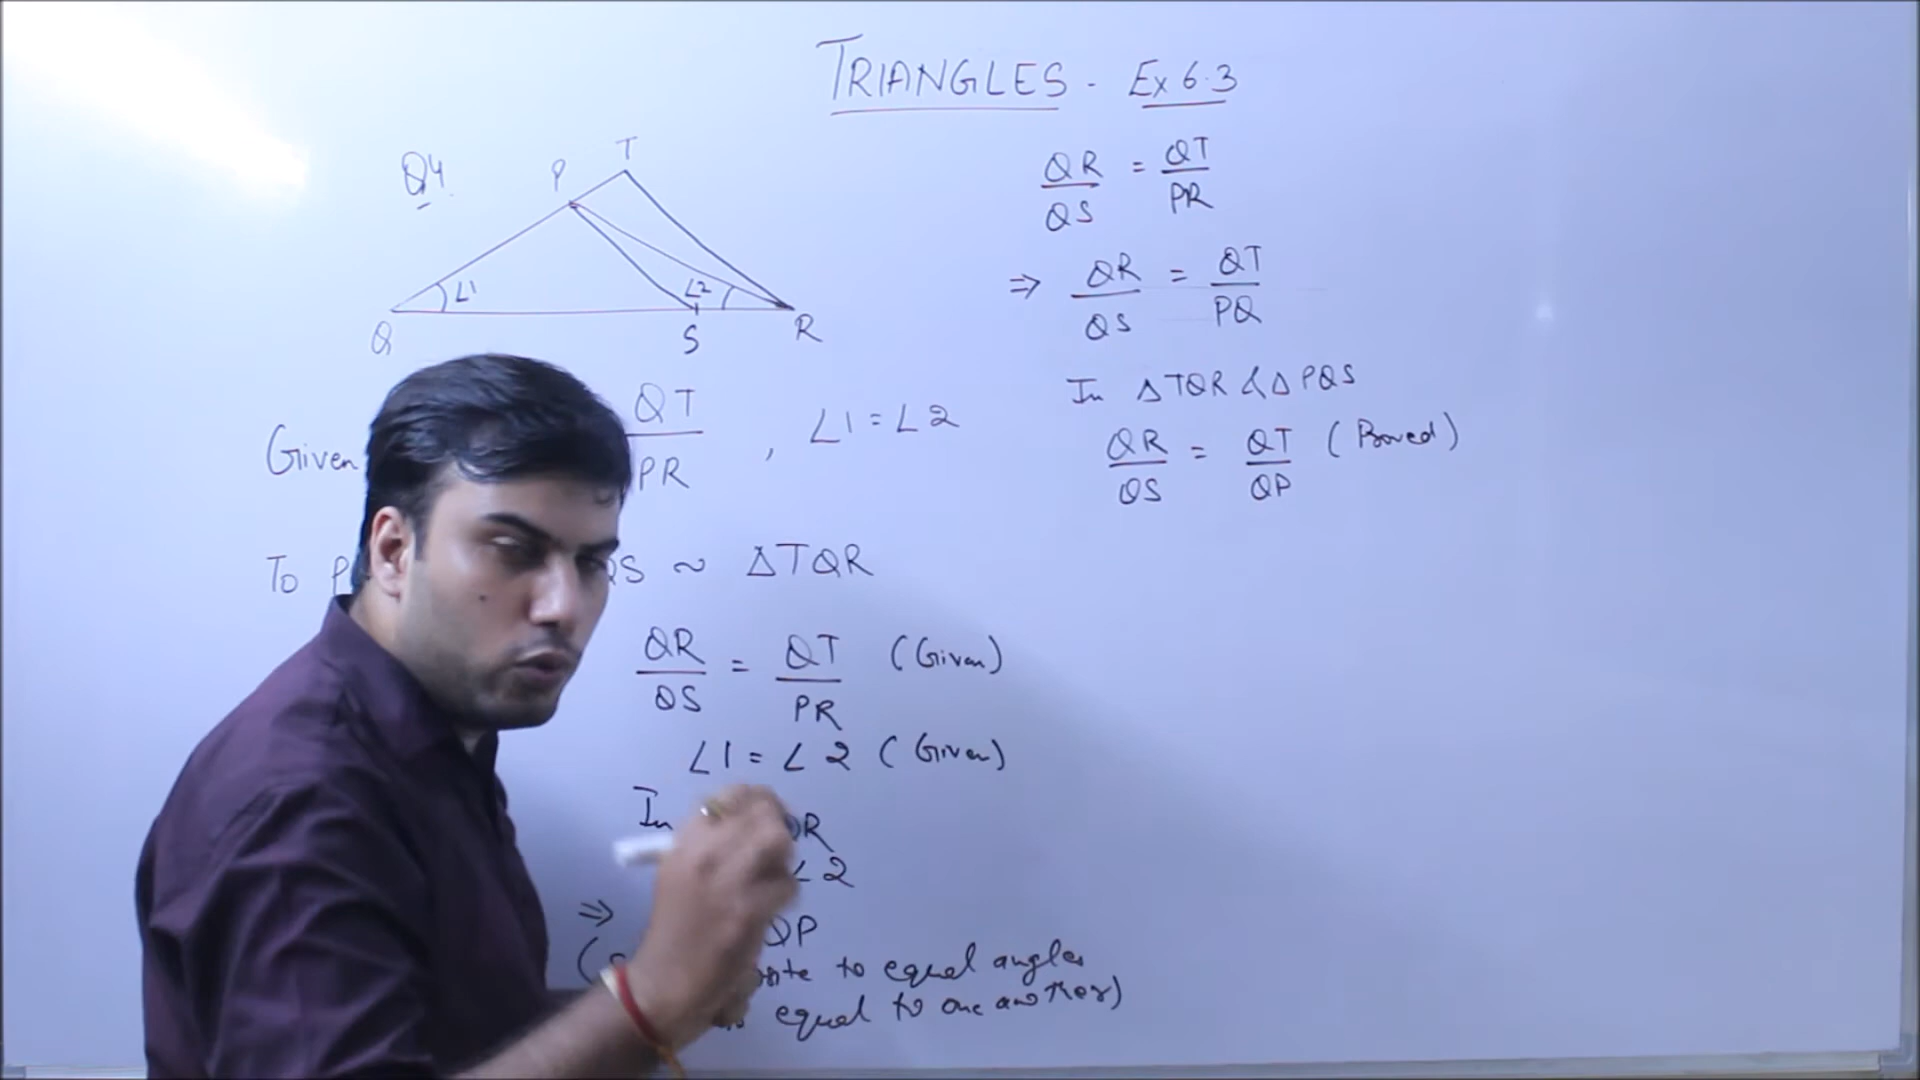 TRIANGLES - Ex 6.3
Q4
P T
∠1 ∠2
Q S R
Given QT/PR , ∠1 = ∠2
To ~ ΔTQR
QR/QS = QT/PR (Given)
∠1 = ∠2 (Given)
In
∠2
⇒ QP
to equal angles
equal to one another)
QR/QS = QT/PR
⇒ QR/QS = QT/PQ
In ΔTQR & ΔPQS
QR/QS = QT/QP (Proved)